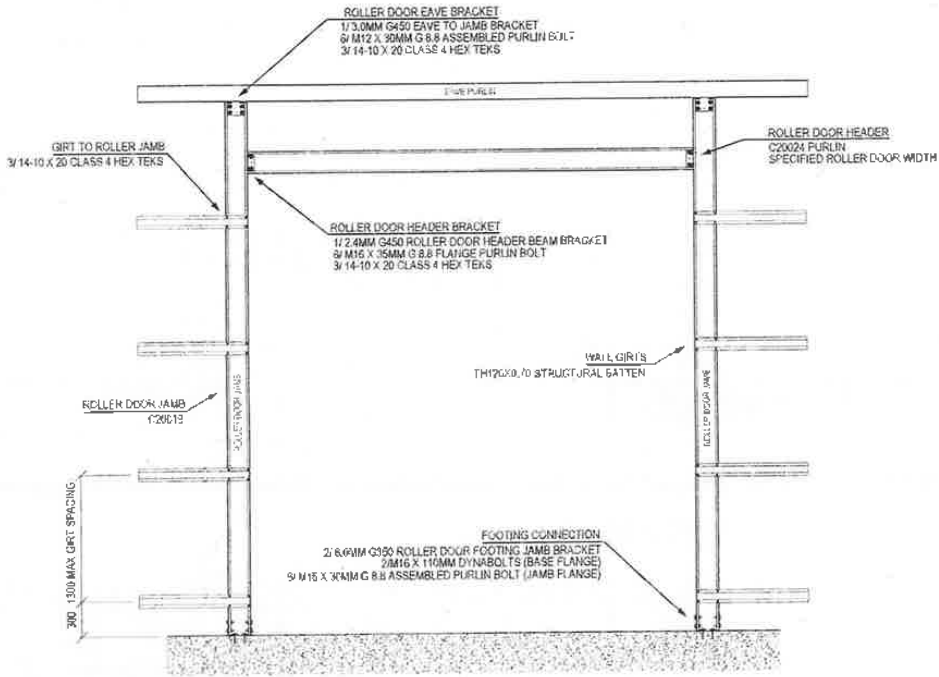 ROLLER DOOR EAVE BRACKET
1/ 3.0MM G450 EAVE TO JAMB BRACKET
6/ M12 X 30MM G 8.8 ASSEMBLED PURLIN BOLT
3/ 14-10 X 20 CLASS 4 HEX TEKS
EAVE PURLIN
GIRT TO ROLLER JAMB
3/ 14-10 X 20 CLASS 4 HEX TEKS
ROLLER DOOR HEADER
C20024 PURLIN
SPECIFIED ROLLER DOOR WIDTH
ROLLER DOOR HEADER BRACKET
1/ 2.4MM G450 ROLLER DOOR HEADER BEAM BRACKET
6/ M16 X 35MM G 8.8 FLANGE PURLIN BOLT
3/ 14-10 X 20 CLASS 4 HEX TEKS
WALL GIRTS
STRUCTURAL BATTEN
ROLLER DOOR JAMB
C20019
ROLLER DOOR JAMB
ROLLER DOOR JAMB
1300 MAX GIRT SPACING
300
FOOTING CONNECTION
2/ 6.0MM G350 ROLLER DOOR FOOTING JAMB BRACKET
2/M16 X 110MM DYNABOLTS (BASE FLANGE)
M16 X 30MM G 8.8 ASSEMBLED PURLIN BOLT (JAMB FLANGE)